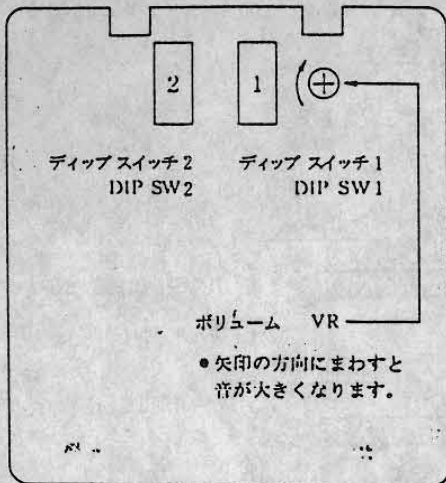 2 1
ディップ スイッチ 2 ディップ スイッチ 1
DIP SW2 DIP SW1
ボリューム VR
● 矢印の方向にまわすと
音が大きくなります。